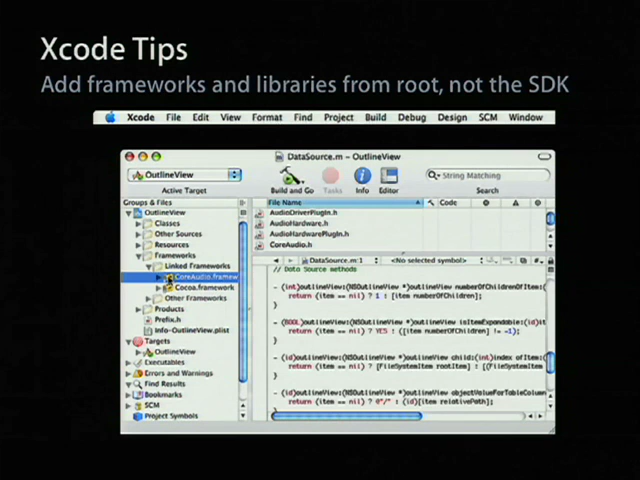 Xcode Tips
Add frameworks and libraries from root, not the SDK
Xcode File Edit View Format Find Project Build Debug Design SCM Window
DataSource.m – OutlineView
OutlineView
String Matching
Active Target Build and Go Tasks Info Editor Search
Groups & Files
File Name Code
OutlineView
Classes
Other Sources
Resources
Frameworks
Linked Frameworks
CoreAudio.framew
Cocoa.framework
Other Frameworks
Products
Prefix.h
Info-OutlineView.plist
Targets
OutlineView
Executables
Errors and Warnings
Find Results
Bookmarks
SCM
Project Symbols
AudioDriverPlugIn.h
AudioHardware.h
AudioHardwarePlugIn.h
CoreAudio.h
DataSource.m:1 <No selected symbol>
// Data Source methods
- (int)outlineView:(NSOutlineView *)outlineView numberOfChildrenOfItem:(
return (item == nil) ? 1 : [item numberOfChildren];
}
- (BOOL)outlineView:(NSOutlineView *)outlineView isItemExpandable:(id)it
return (item == nil) ? YES : ([item numberOfChildren] != -1);
}
- (id)outlineView:(NSOutlineView *)outlineView child:(int)index ofItem:(
return (item == nil) ? [FileSystemItem rootItem] : [(FileSystemItem
}
- (id)outlineView:(NSOutlineView *)outlineView objectValueForTableColumn
return (item == nil) ? @"/" : (id)[item relativePath];